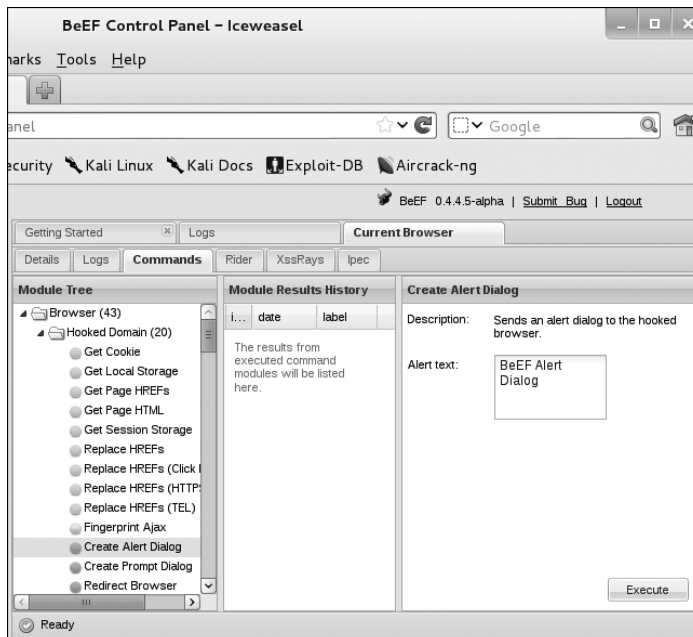 BeEF Control Panel – Iceweasel
narks Tools Help
anel
Google
ecurity Kali Linux Kali Docs Exploit-DB Aircrack-ng
BeEF 0.4.4.5-alpha | Submit Bug | Logout
Getting Started Logs Current Browser
Details Logs Commands Rider XssRays Ipec
Module Tree
Browser (43)
Hooked Domain (20)
Get Cookie
Get Local Storage
Get Page HREFs
Get Page HTML
Get Session Storage
Replace HREFs
Replace HREFs (Click
Replace HREFs (HTTPS
Replace HREFs (TEL)
Fingerprint Ajax
Create Alert Dialog
Create Prompt Dialog
Redirect Browser
Module Results History
i... date label
The results from
executed command
modules will be listed
here.
Create Alert Dialog
Description: Sends an alert dialog to the hooked
browser.
Alert text: BeEF Alert
Dialog
Execute
Ready